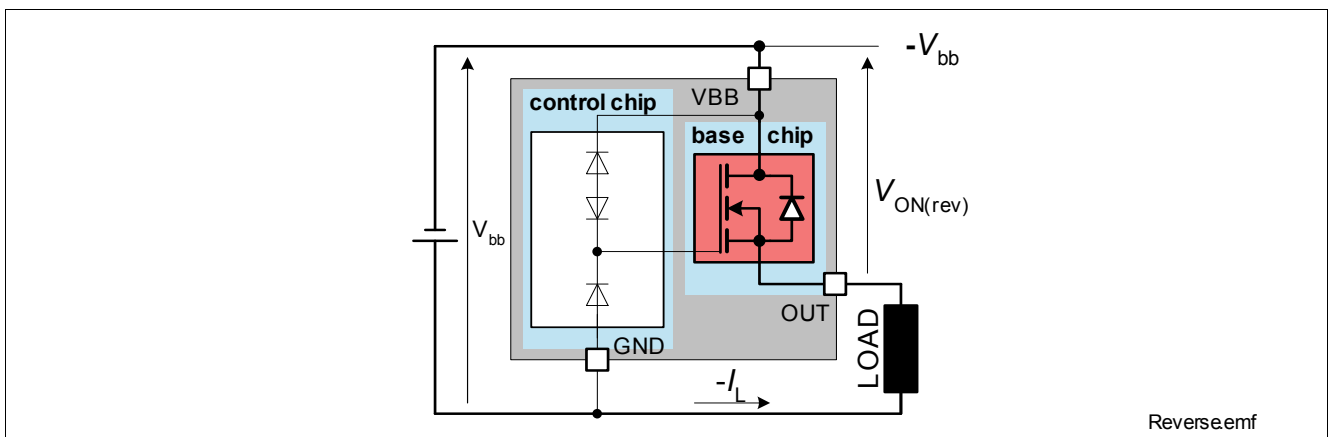 -Vbb
VBB
control chip
base chip
VON(rev)
Vbb
OUT
GND
LOAD
-IL
Reverse.emf